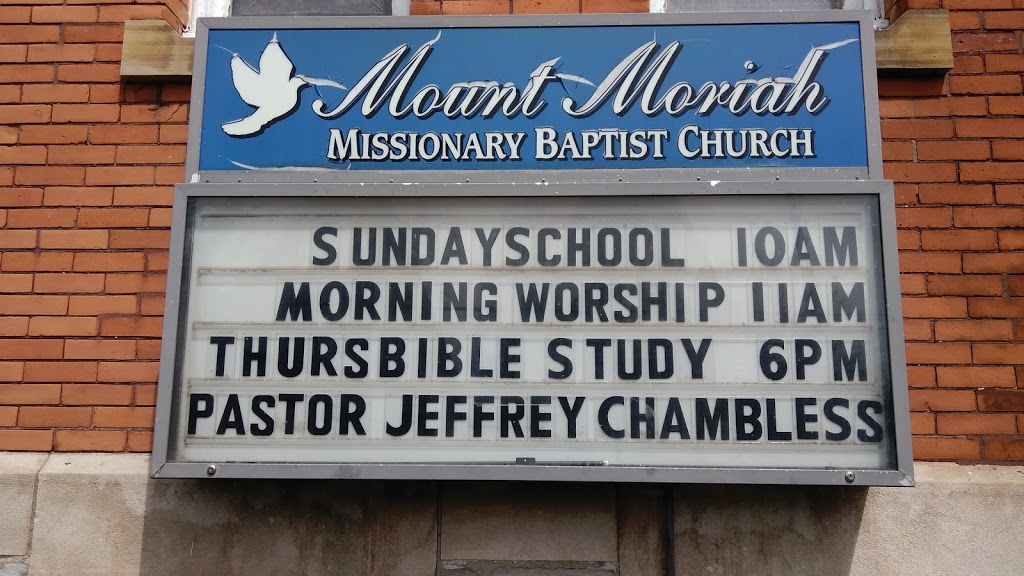 Mount Moriah
MISSIONARY BAPTIST CHURCH
SUNDAYSCHOOL 10AM
MORNING WORSHIP 11AM
THURSBIBLE STUDY 6PM
PASTOR JEFFREY CHAMBLESS